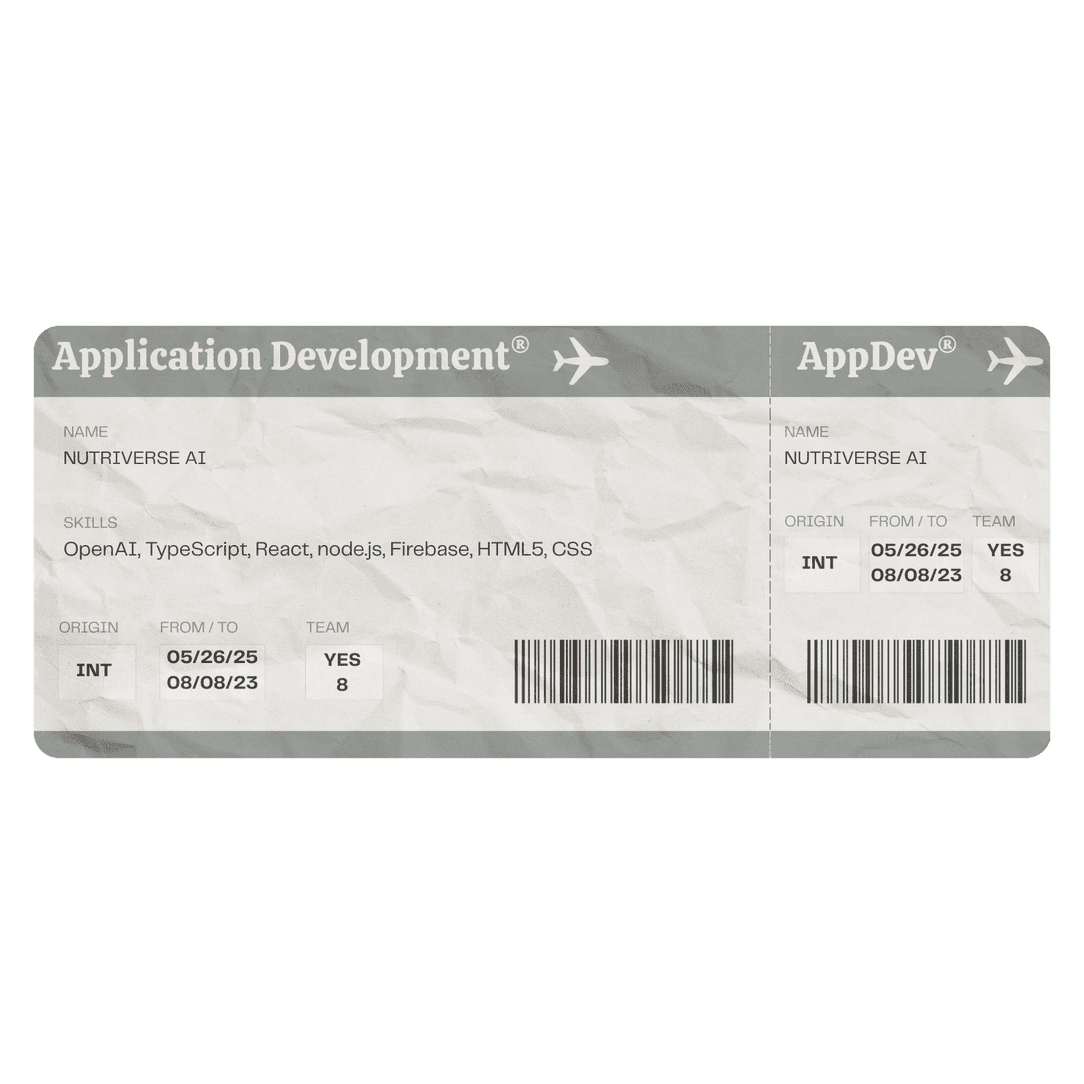 Application Development®
NAME
NUTRIVERSE AI
SKILLS
OpenAI, TypeScript, React, node.js, Firebase, HTML5, CSS
ORIGIN FROM / TO TEAM
INT
05/26/25
08/08/23
YES
8
AppDev®
NAME
NUTRIVERSE AI
ORIGIN FROM / TO TEAM
INT
05/26/25
08/08/23
YES
8